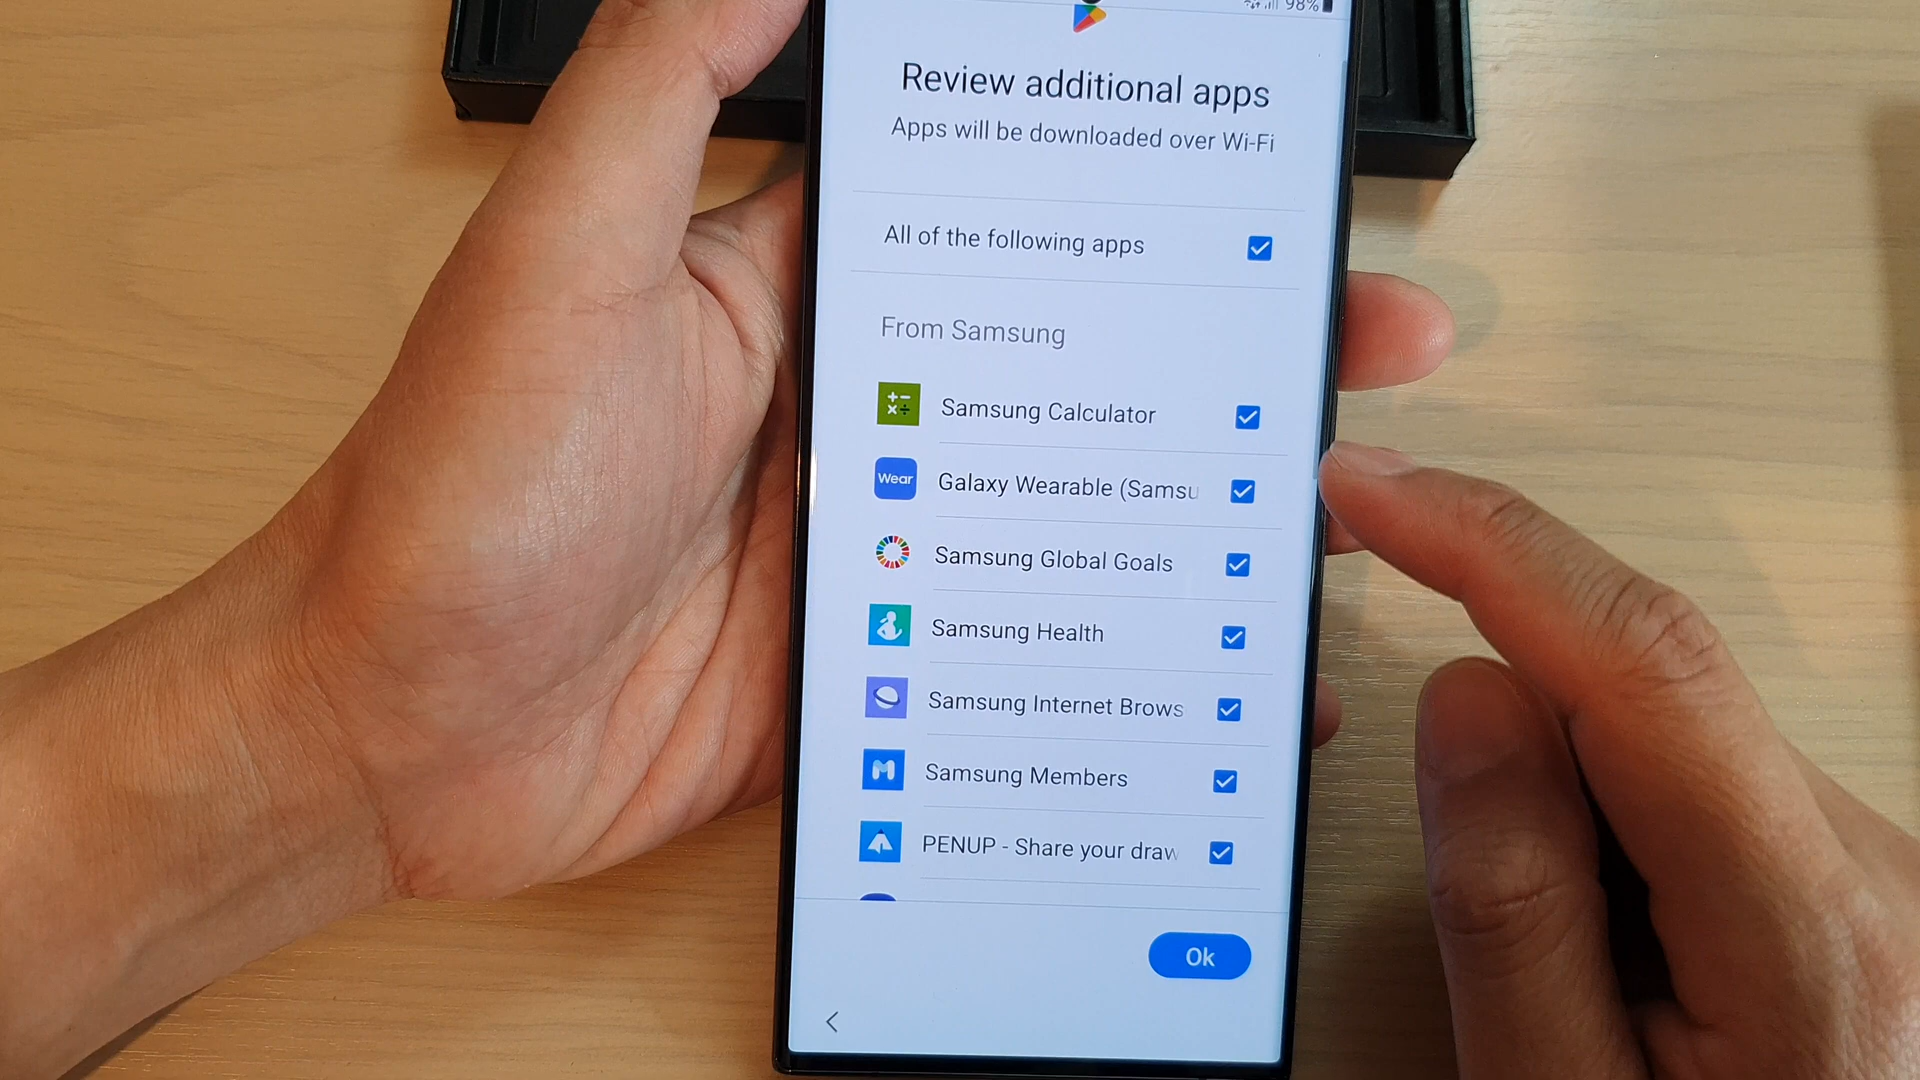 98%
Review additional apps
Apps will be downloaded over Wi-Fi
All of the following apps
From Samsung
Samsung Calculator
Wear
Galaxy Wearable (Samsu
Samsung Global Goals
Samsung Health
Samsung Internet Brows
Samsung Members
PENUP - Share your draw
Ok